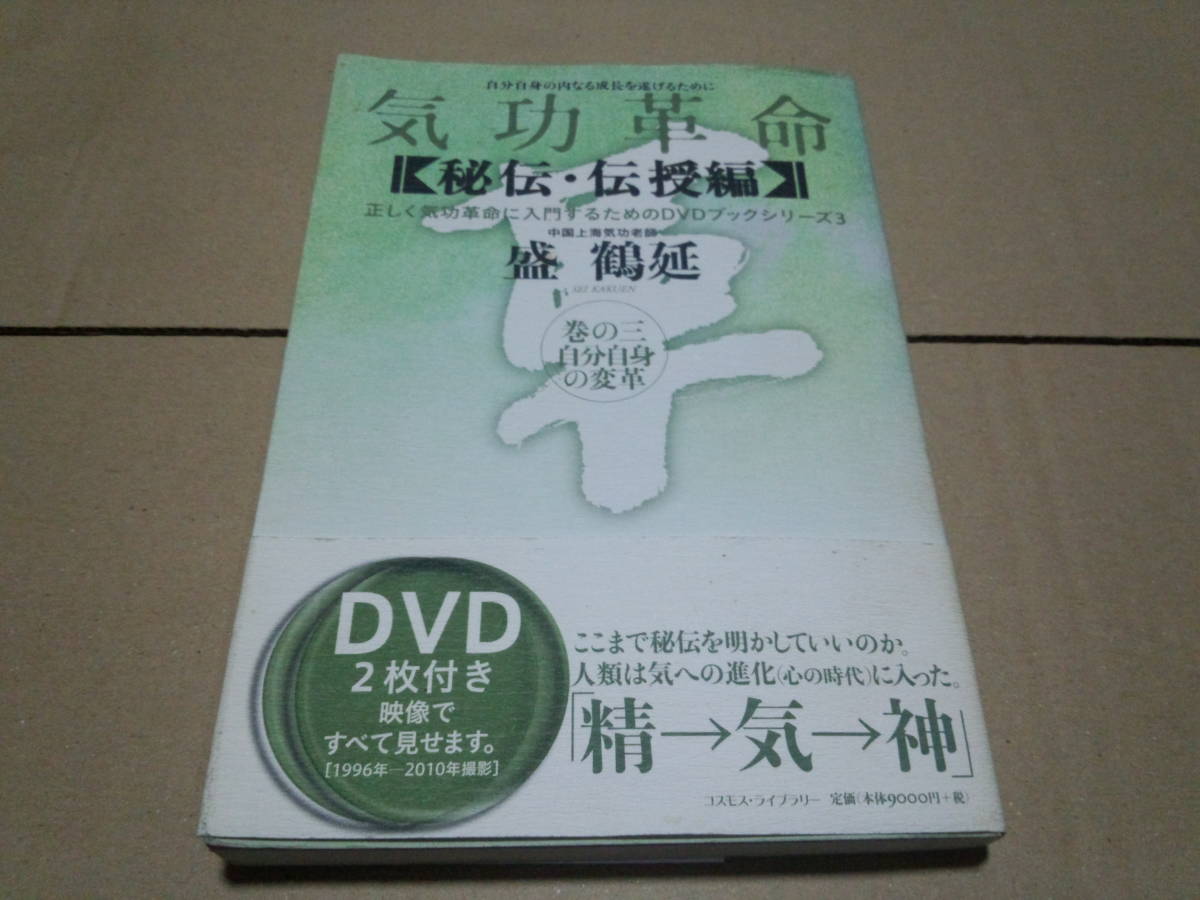 自分自身の内なる成長を遂げるために
気功革命
【秘伝・伝授編】
正しく気功革命に入門するためのDVDブックシリーズ3
中国上海気功老師
盛 鶴延
SEI KAKUEN
巻の三
自分自身
の変革
DVD
2枚付き
映像で
すべて見せます。
[1996年―2010年撮影]
ここまで秘伝を明かしていいのか。
人類は気への進化(心の時代)に入った。
「精→気→神」
コスモス・ライブラリー 定価(本体9000円+税)